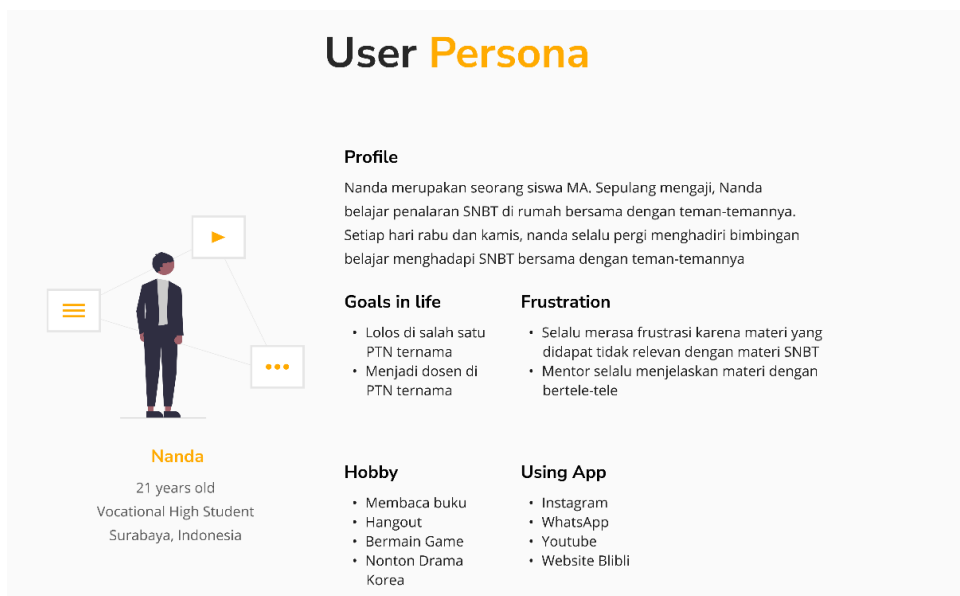 User Persona
Profile
Nanda merupakan seorang siswa MA. Sepulang mengaji, Nanda
belajar penalaran SNBT di rumah bersama dengan teman-temannya.
Setiap hari rabu dan kamis, nanda selalu pergi menghadiri bimbingan
belajar menghadapi SNBT bersama dengan teman-temannya
Goals in life
• Lolos di salah satu
PTN ternama
• Menjadi dosen di
PTN ternama
Frustration
• Selalu merasa frustrasi karena materi yang
didapat tidak relevan dengan materi SNBT
• Mentor selalu menjelaskan materi dengan
bertele-tele
Nanda
21 years old
Vocational High Student
Surabaya, Indonesia
Hobby
• Membaca buku
• Hangout
• Bermain Game
• Nonton Drama
Korea
Using App
• Instagram
• WhatsApp
• Youtube
• Website Blibli